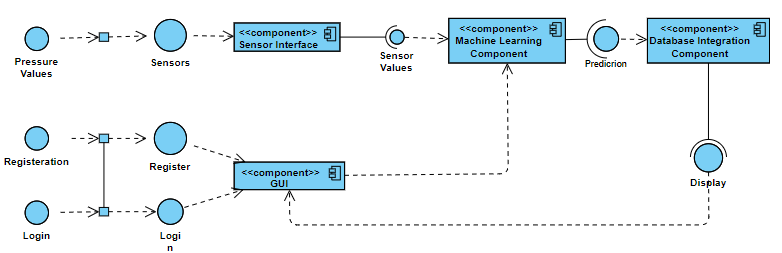 <<component>>
Sensor Interface
<<component>>
Machine Learning
Component
<<component>>
Database Integration
Component
Pressure
Values
Sensors
Sensor
Values
Predicrion
Registeration
Register
<<component>>
GUI
Display
Login
Logi
n